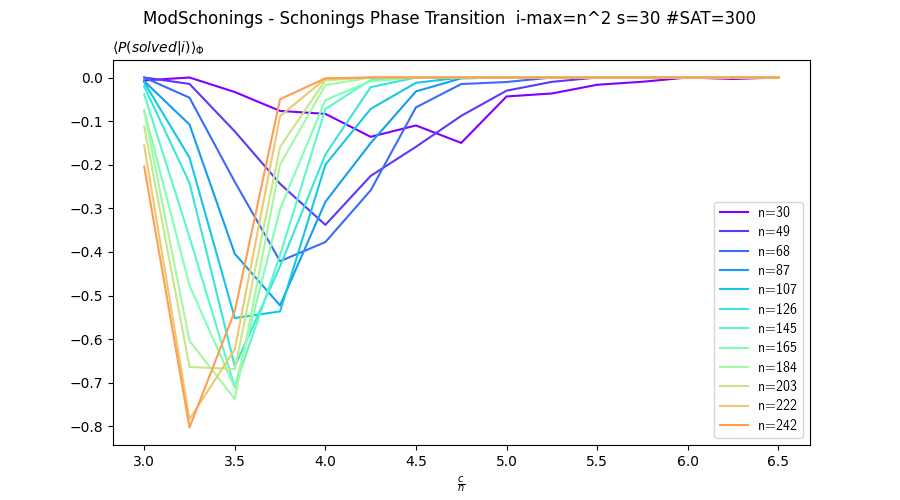 ModSchonings - Schonings Phase Transition  i-max=n^2 s=30 #SAT=300
⟨P(solved|i)⟩Φ
0.0
−0.1
−0.2
−0.3
−0.4
−0.5
−0.6
−0.7
−0.8
n=30
n=49
n=68
n=87
n=107
n=126
n=145
n=165
n=184
n=203
n=222
n=242
3.0 3.5 4.0 4.5 5.0 5.5 6.0 6.5
c
n